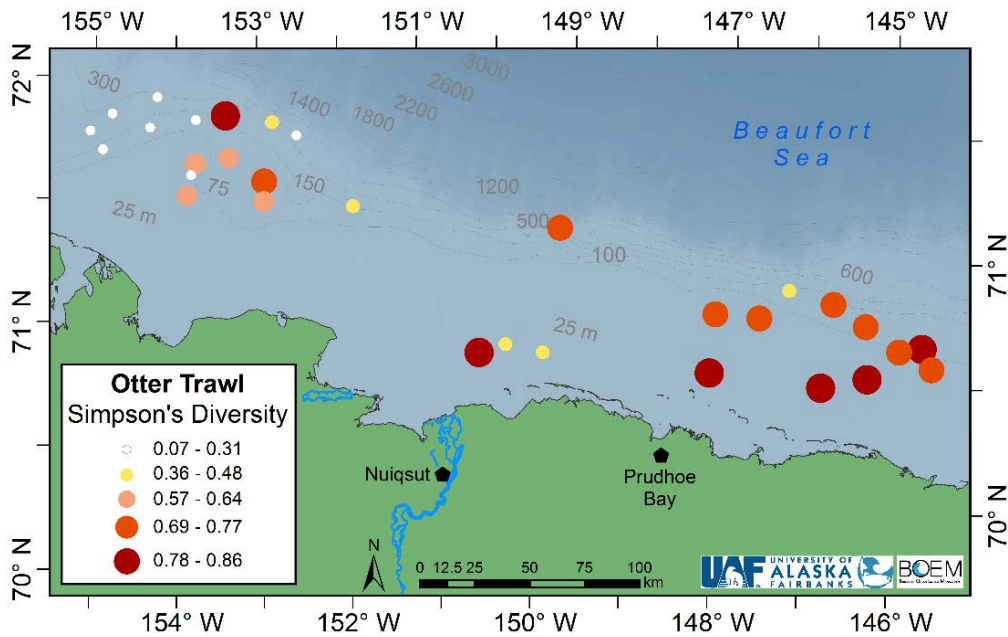 155° W 153° W 151° W 149° W 147° W 145° W
72° N
300
3000
2600
2200
1400
1800
Beaufort
Sea
75
150
1200
25 m
500
100
71° N
600
71° N
25 m
Otter Trawl
Simpson's Diversity
0.07 - 0.31
0.36 - 0.48
0.57 - 0.64
0.69 - 0.77
0.78 - 0.86
Nuiqsut
Prudhoe
Bay
70° N
N
0 12.5 25 50 75 100
km
UAF UNIVERSITY OF
ALASKA
FAIRBANKS
BOEM
70° N
154° W 152° W 150° W 148° W 146° W